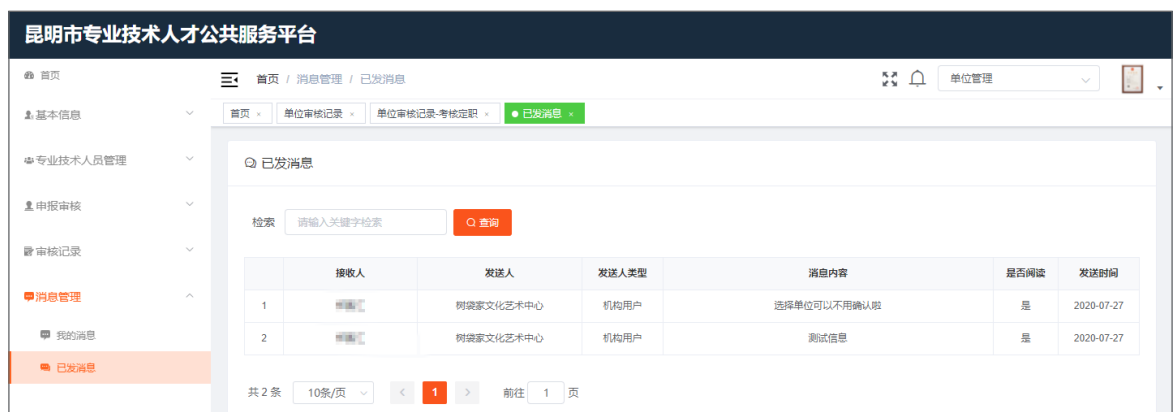 昆明市专业技术人才公共服务平台
首页
首页 / 消息管理 / 已发消息
单位管理
基本信息
首页 × 单位审核记录 × 单位审核记录-考核定职 × 已发消息 ×
专业技术人员管理
已发消息
申报审核
检索 请输入关键字检索 查询
审核记录
接收人 发送人 发送人类型 消息内容 是否阅读 发送时间
消息管理
1 树袋家文化艺术中心 机构用户 选择单位可以不用确认啦 是 2020-07-27
我的消息
2 树袋家文化艺术中心 机构用户 测试信息 是 2020-07-27
已发消息
共 2 条 10条/页 < 1 > 前往 1 页